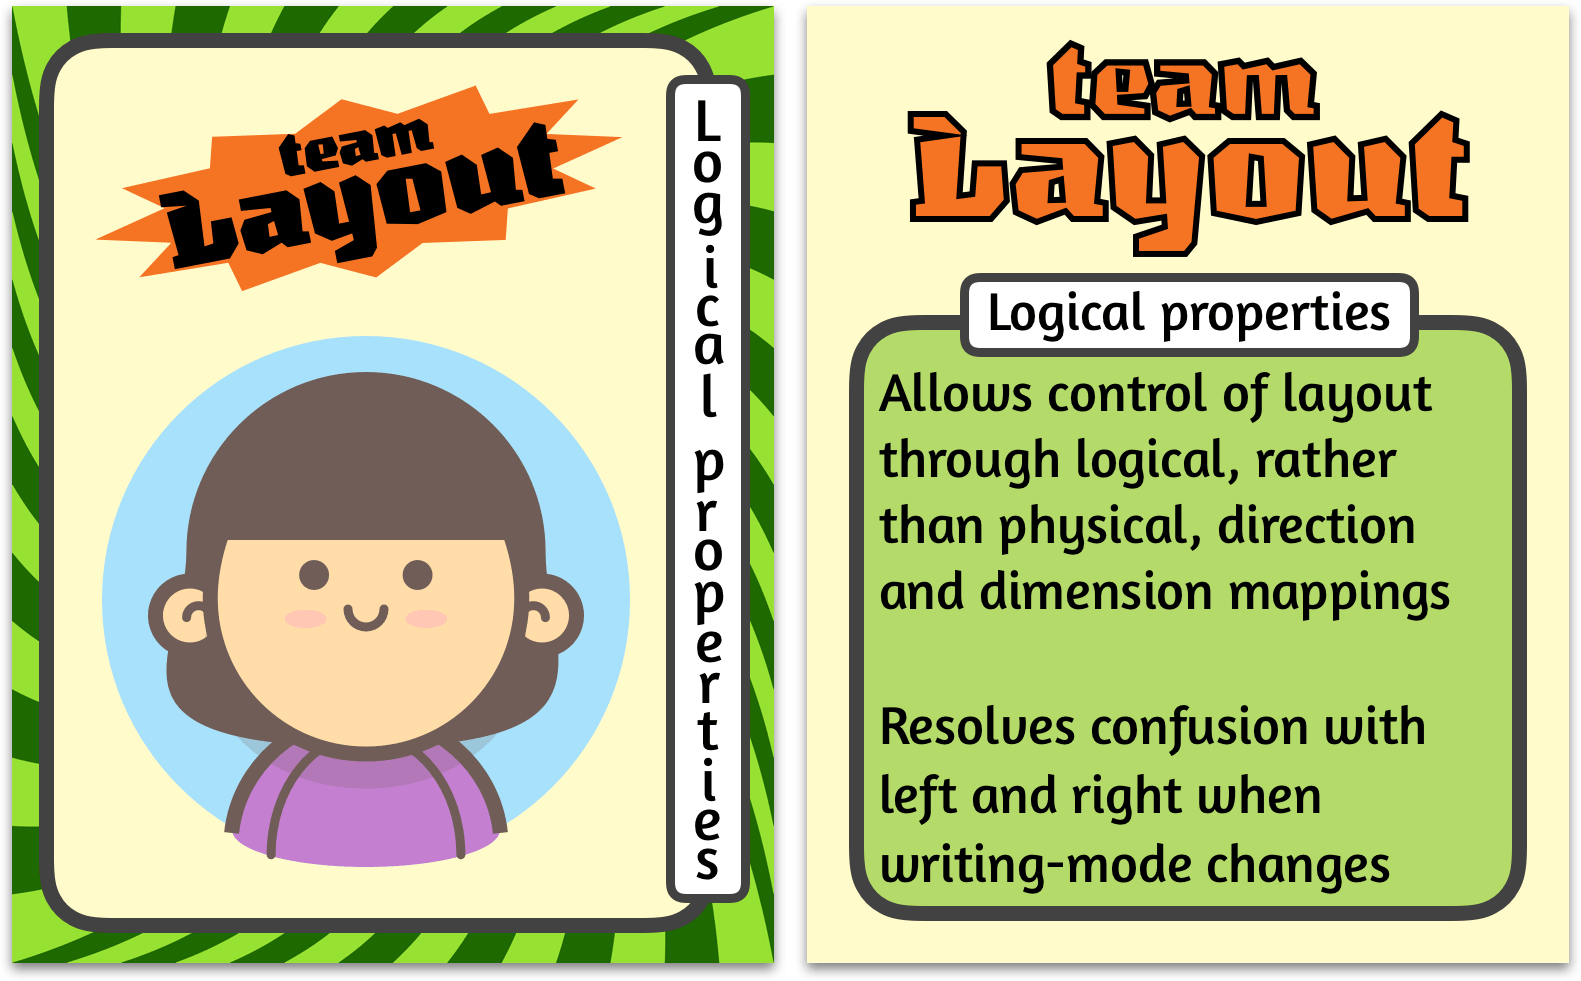 team
Layout
Logical properties
team
Layout
Logical properties
Allows control of layout
through logical, rather
than physical, direction
and dimension mappings
Resolves confusion with
left and right when
writing-mode changes